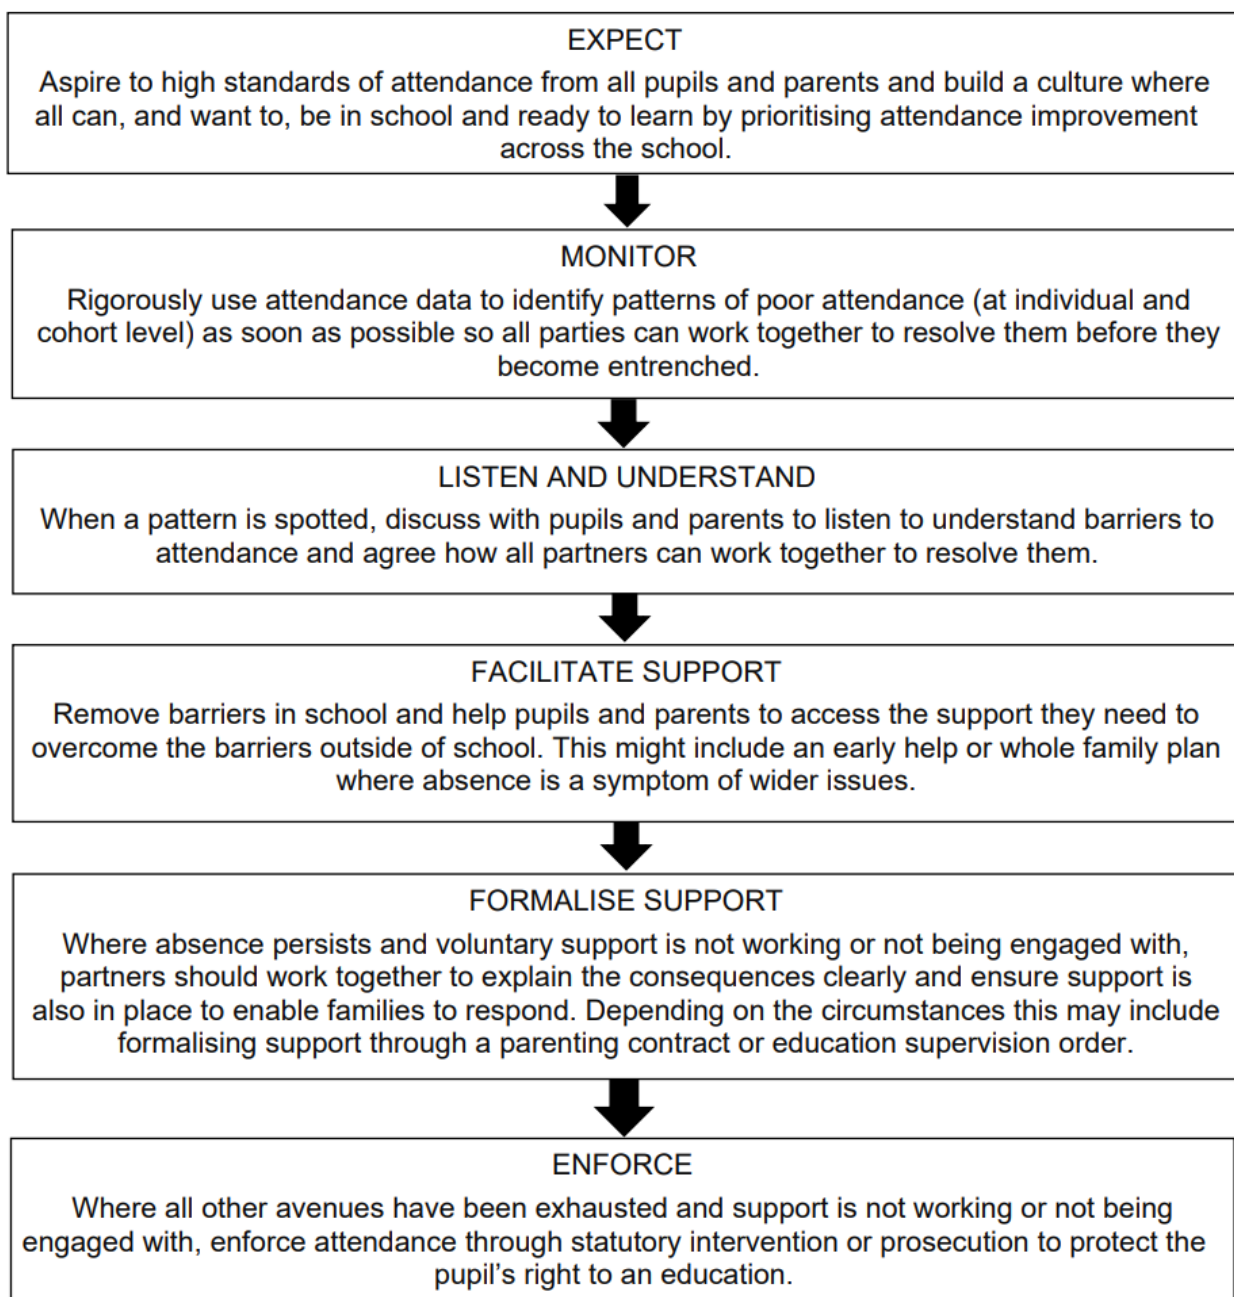 EXPECT
Aspire to high standards of attendance from all pupils and parents and build a culture where
all can, and want to, be in school and ready to learn by prioritising attendance improvement
across the school.
MONITOR
Rigorously use attendance data to identify patterns of poor attendance (at individual and
cohort level) as soon as possible so all parties can work together to resolve them before they
become entrenched.
LISTEN AND UNDERSTAND
When a pattern is spotted, discuss with pupils and parents to listen to understand barriers to
attendance and agree how all partners can work together to resolve them.
FACILITATE SUPPORT
Remove barriers in school and help pupils and parents to access the support they need to
overcome the barriers outside of school. This might include an early help or whole family plan
where absence is a symptom of wider issues.
FORMALISE SUPPORT
Where absence persists and voluntary support is not working or not being engaged with,
partners should work together to explain the consequences clearly and ensure support is
also in place to enable families to respond. Depending on the circumstances this may include
formalising support through a parenting contract or education supervision order.
ENFORCE
Where all other avenues have been exhausted and support is not working or not being
engaged with, enforce attendance through statutory intervention or prosecution to protect the
pupil's right to an education.